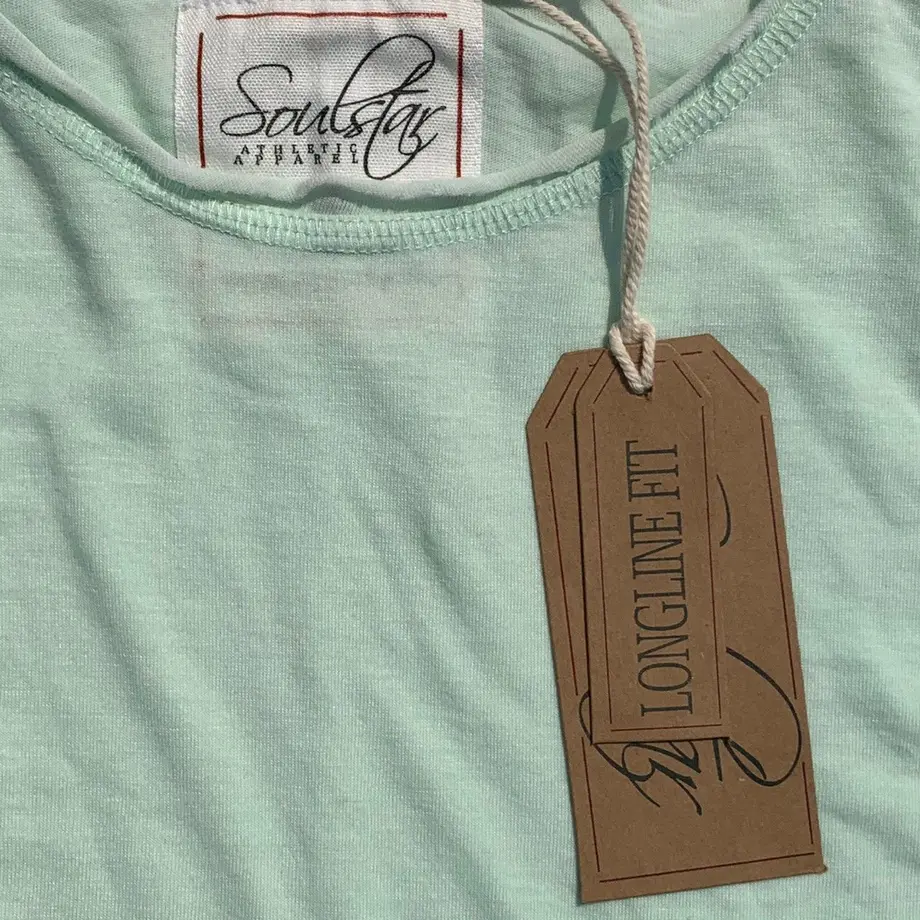 Soulstar
ATHLETIC
APPAREL
LONGLINE FIT